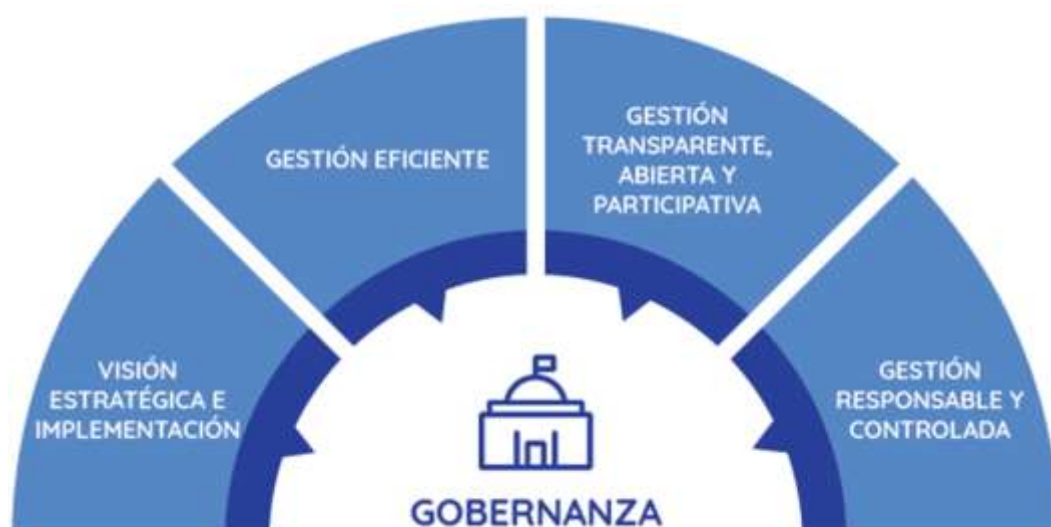 VISIÓN
ESTRATÉGICA E
IMPLEMENTACIÓN
GESTIÓN EFICIENTE
GESTIÓN
TRANSPARENTE,
ABIERTA Y
PARTICIPATIVA
GESTIÓN
RESPONSABLE Y
CONTROLADA
GOBERNANZA